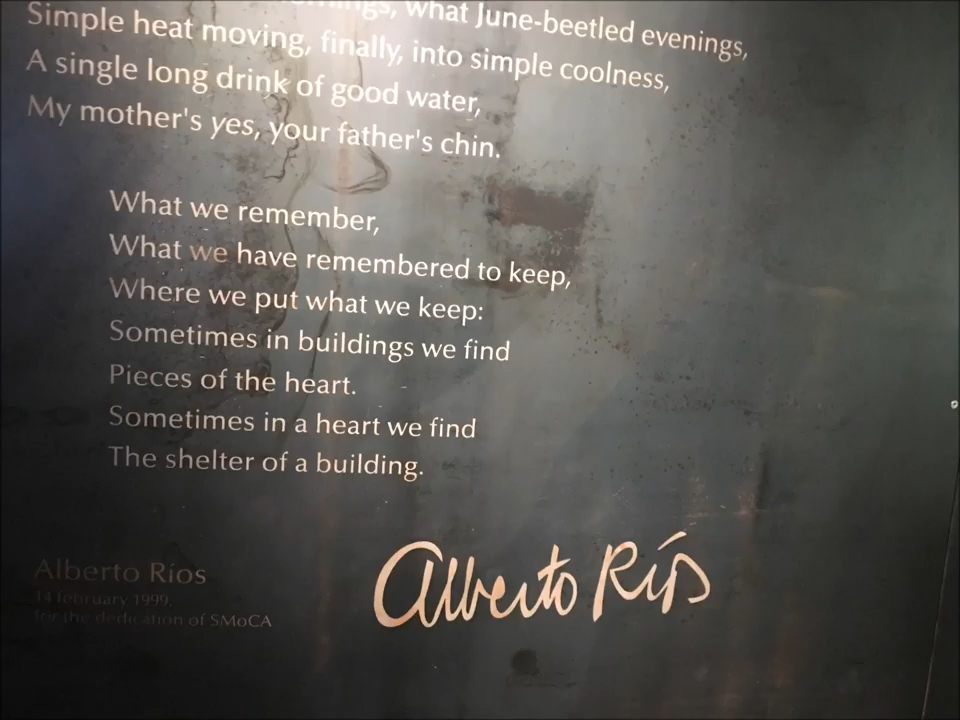 what June-beetled evenings,
Simple heat moving, finally, into simple coolness,
A single long drink of good water,
My mother's yes, your father's chin.
What we remember,
What we have remembered to keep,
Where we put what we keep:
Sometimes in buildings we find
Pieces of the heart.
Sometimes in a heart we find
The shelter of a building.
Alberto Ríos
14 february 1999,
for the dedication of SMoCA
Alberto Ríos